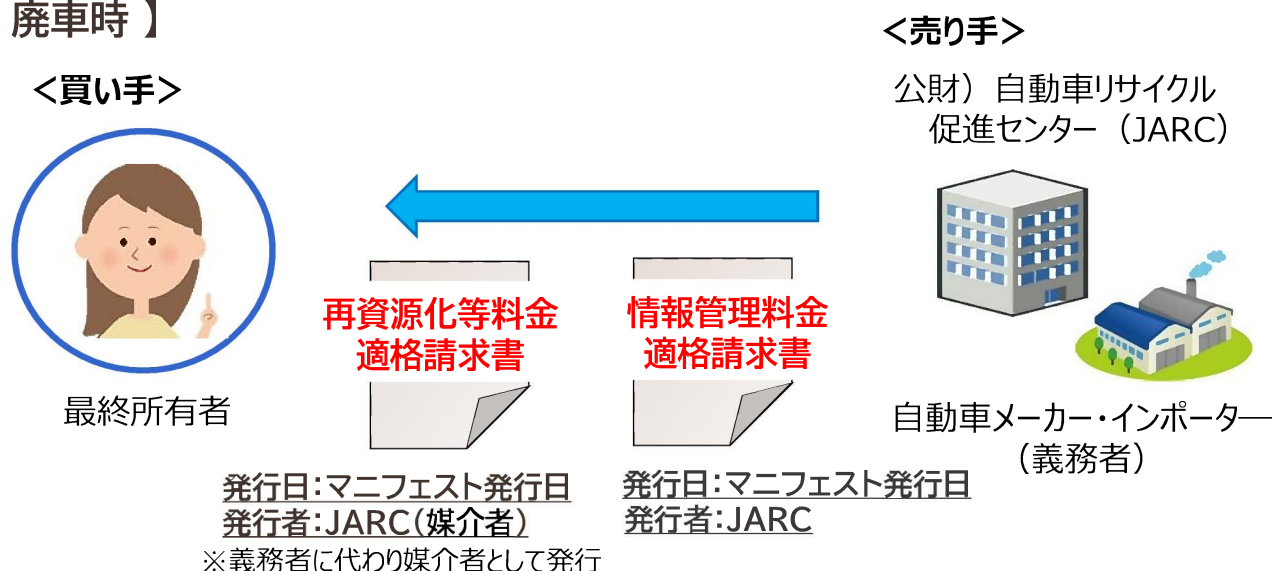 廃車時 】
＜売り手＞
＜買い手＞
公財）自動車リサイクル
促進センター（JARC）
再資源化等料金
適格請求書
情報管理料金
適格請求書
最終所有者
自動車メーカー・インポーター
（義務者）
発行日：マニフェスト発行日
発行者：JARC（媒介者）
※義務者に代わり媒介者として発行
発行日：マニフェスト発行日
発行者：JARC